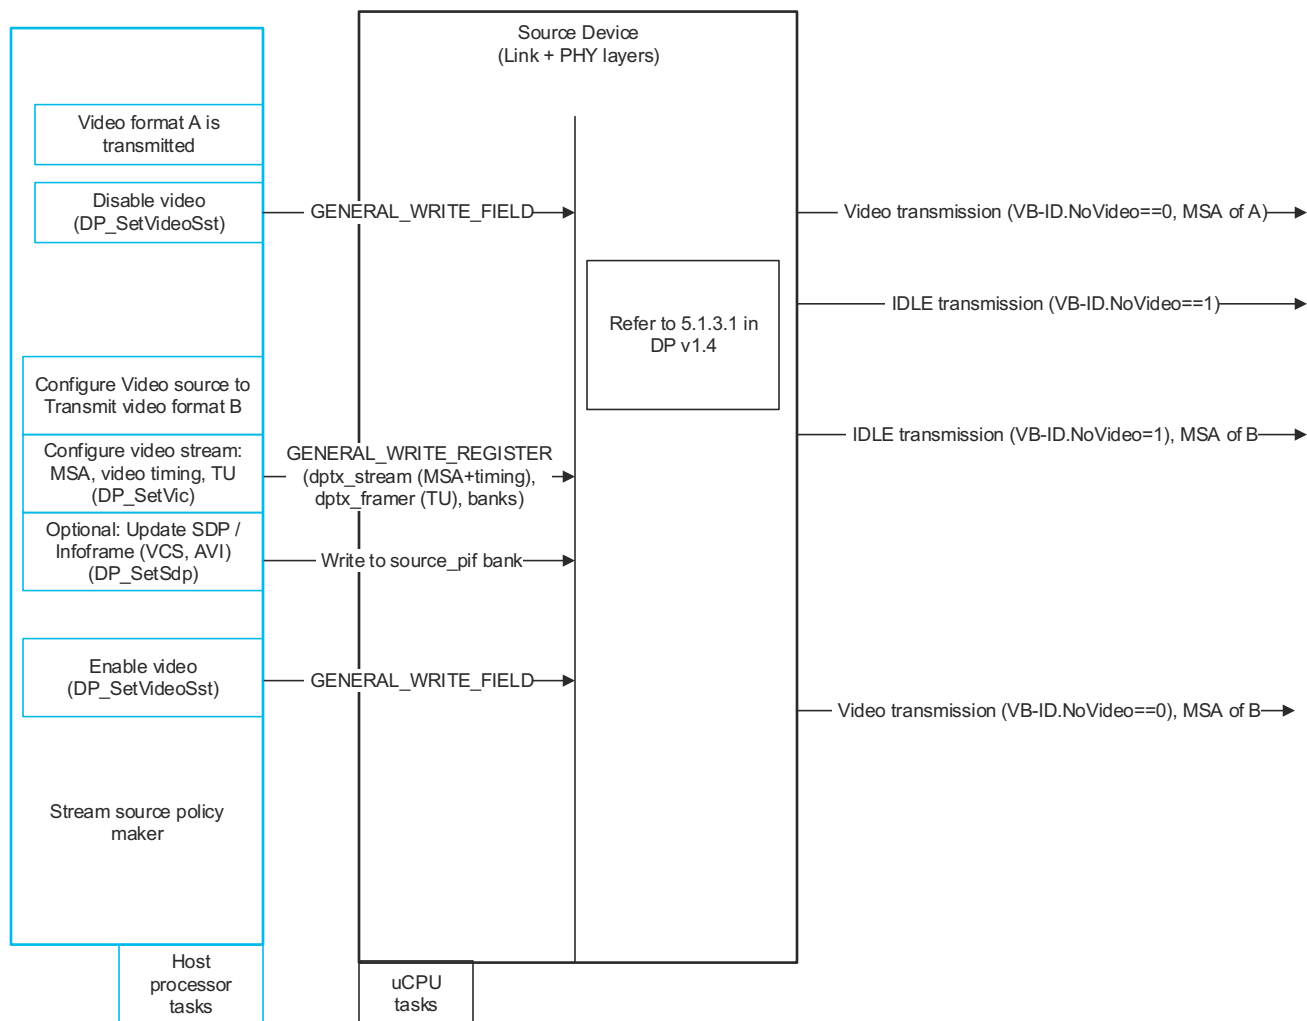 Source Device
(Link + PHY layers)
Video format A is
transmitted
Disable video
(DP_SetVideoSst)
GENERAL_WRITE_FIELD
Video transmission (VB-ID.NoVideo==0, MSA of A)
IDLE transmission (VB-ID.NoVideo==1)
Refer to 5.1.3.1 in
DP v1.4
Configure Video source to
Transmit video format B
IDLE transmission (VB-ID.NoVideo=1), MSA of B
Configure video stream:
MSA, video timing, TU
(DP_SetVic)
GENERAL_WRITE_REGISTER
(dptx_stream (MSA+timing),
dptx_framer (TU), banks)
Optional: Update SDP /
Infoframe (VCS, AVI)
(DP_SetSdp)
Write to source_pif bank
Enable video
(DP_SetVideoSst)
GENERAL_WRITE_FIELD
Video transmission (VB-ID.NoVideo==0), MSA of B
Stream source policy
maker
Host
processor
tasks
uCPU
tasks